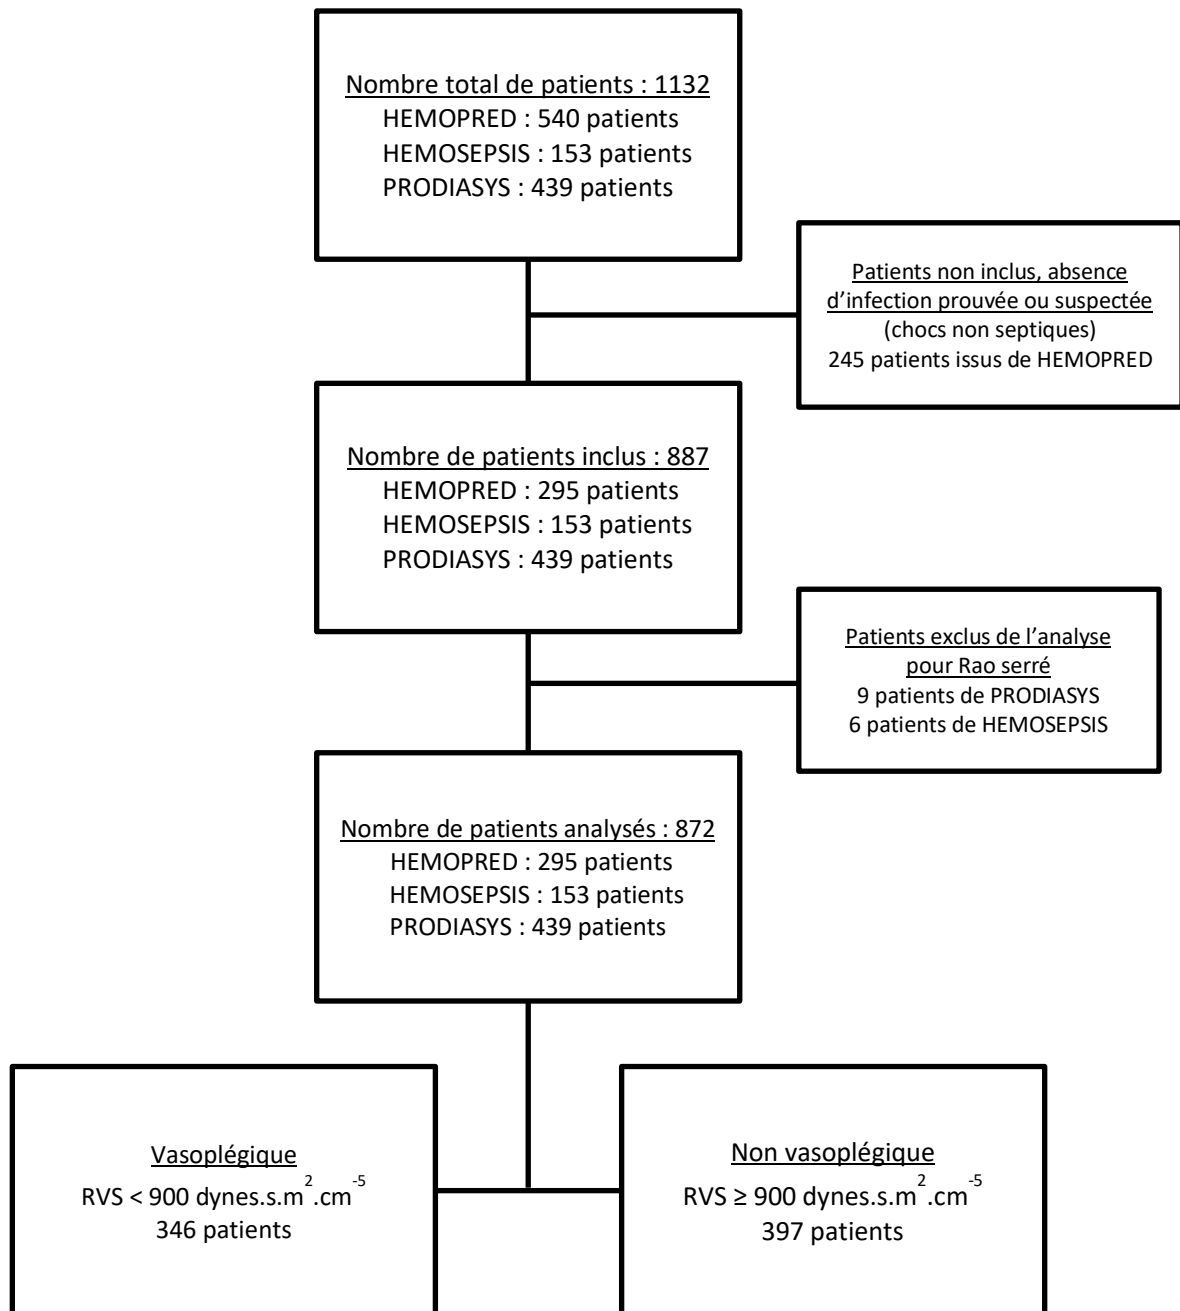 Nombre total de patients : 1132
HEMOPRED : 540 patients
HEMOSEPSIS : 153 patients
PRODIASYS : 439 patients
Patients non inclus, absence
d’infection prouvée ou suspectée
(chocs non septiques)
245 patients issus de HEMOPRED
Nombre de patients inclus : 887
HEMOPRED : 295 patients
HEMOSEPSIS : 153 patients
PRODIASYS : 439 patients
Patients exclus de l’analyse
pour Rao serré
9 patients de PRODIASYS
6 patients de HEMOSEPSIS
Nombre de patients analysés : 872
HEMOPRED : 295 patients
HEMOSEPSIS : 153 patients
PRODIASYS : 439 patients
Vasoplégique
RVS < 900 dynes.s.m².cm⁻⁵
346 patients
Non vasoplégique
RVS ≥ 900 dynes.s.m².cm⁻⁵
397 patients